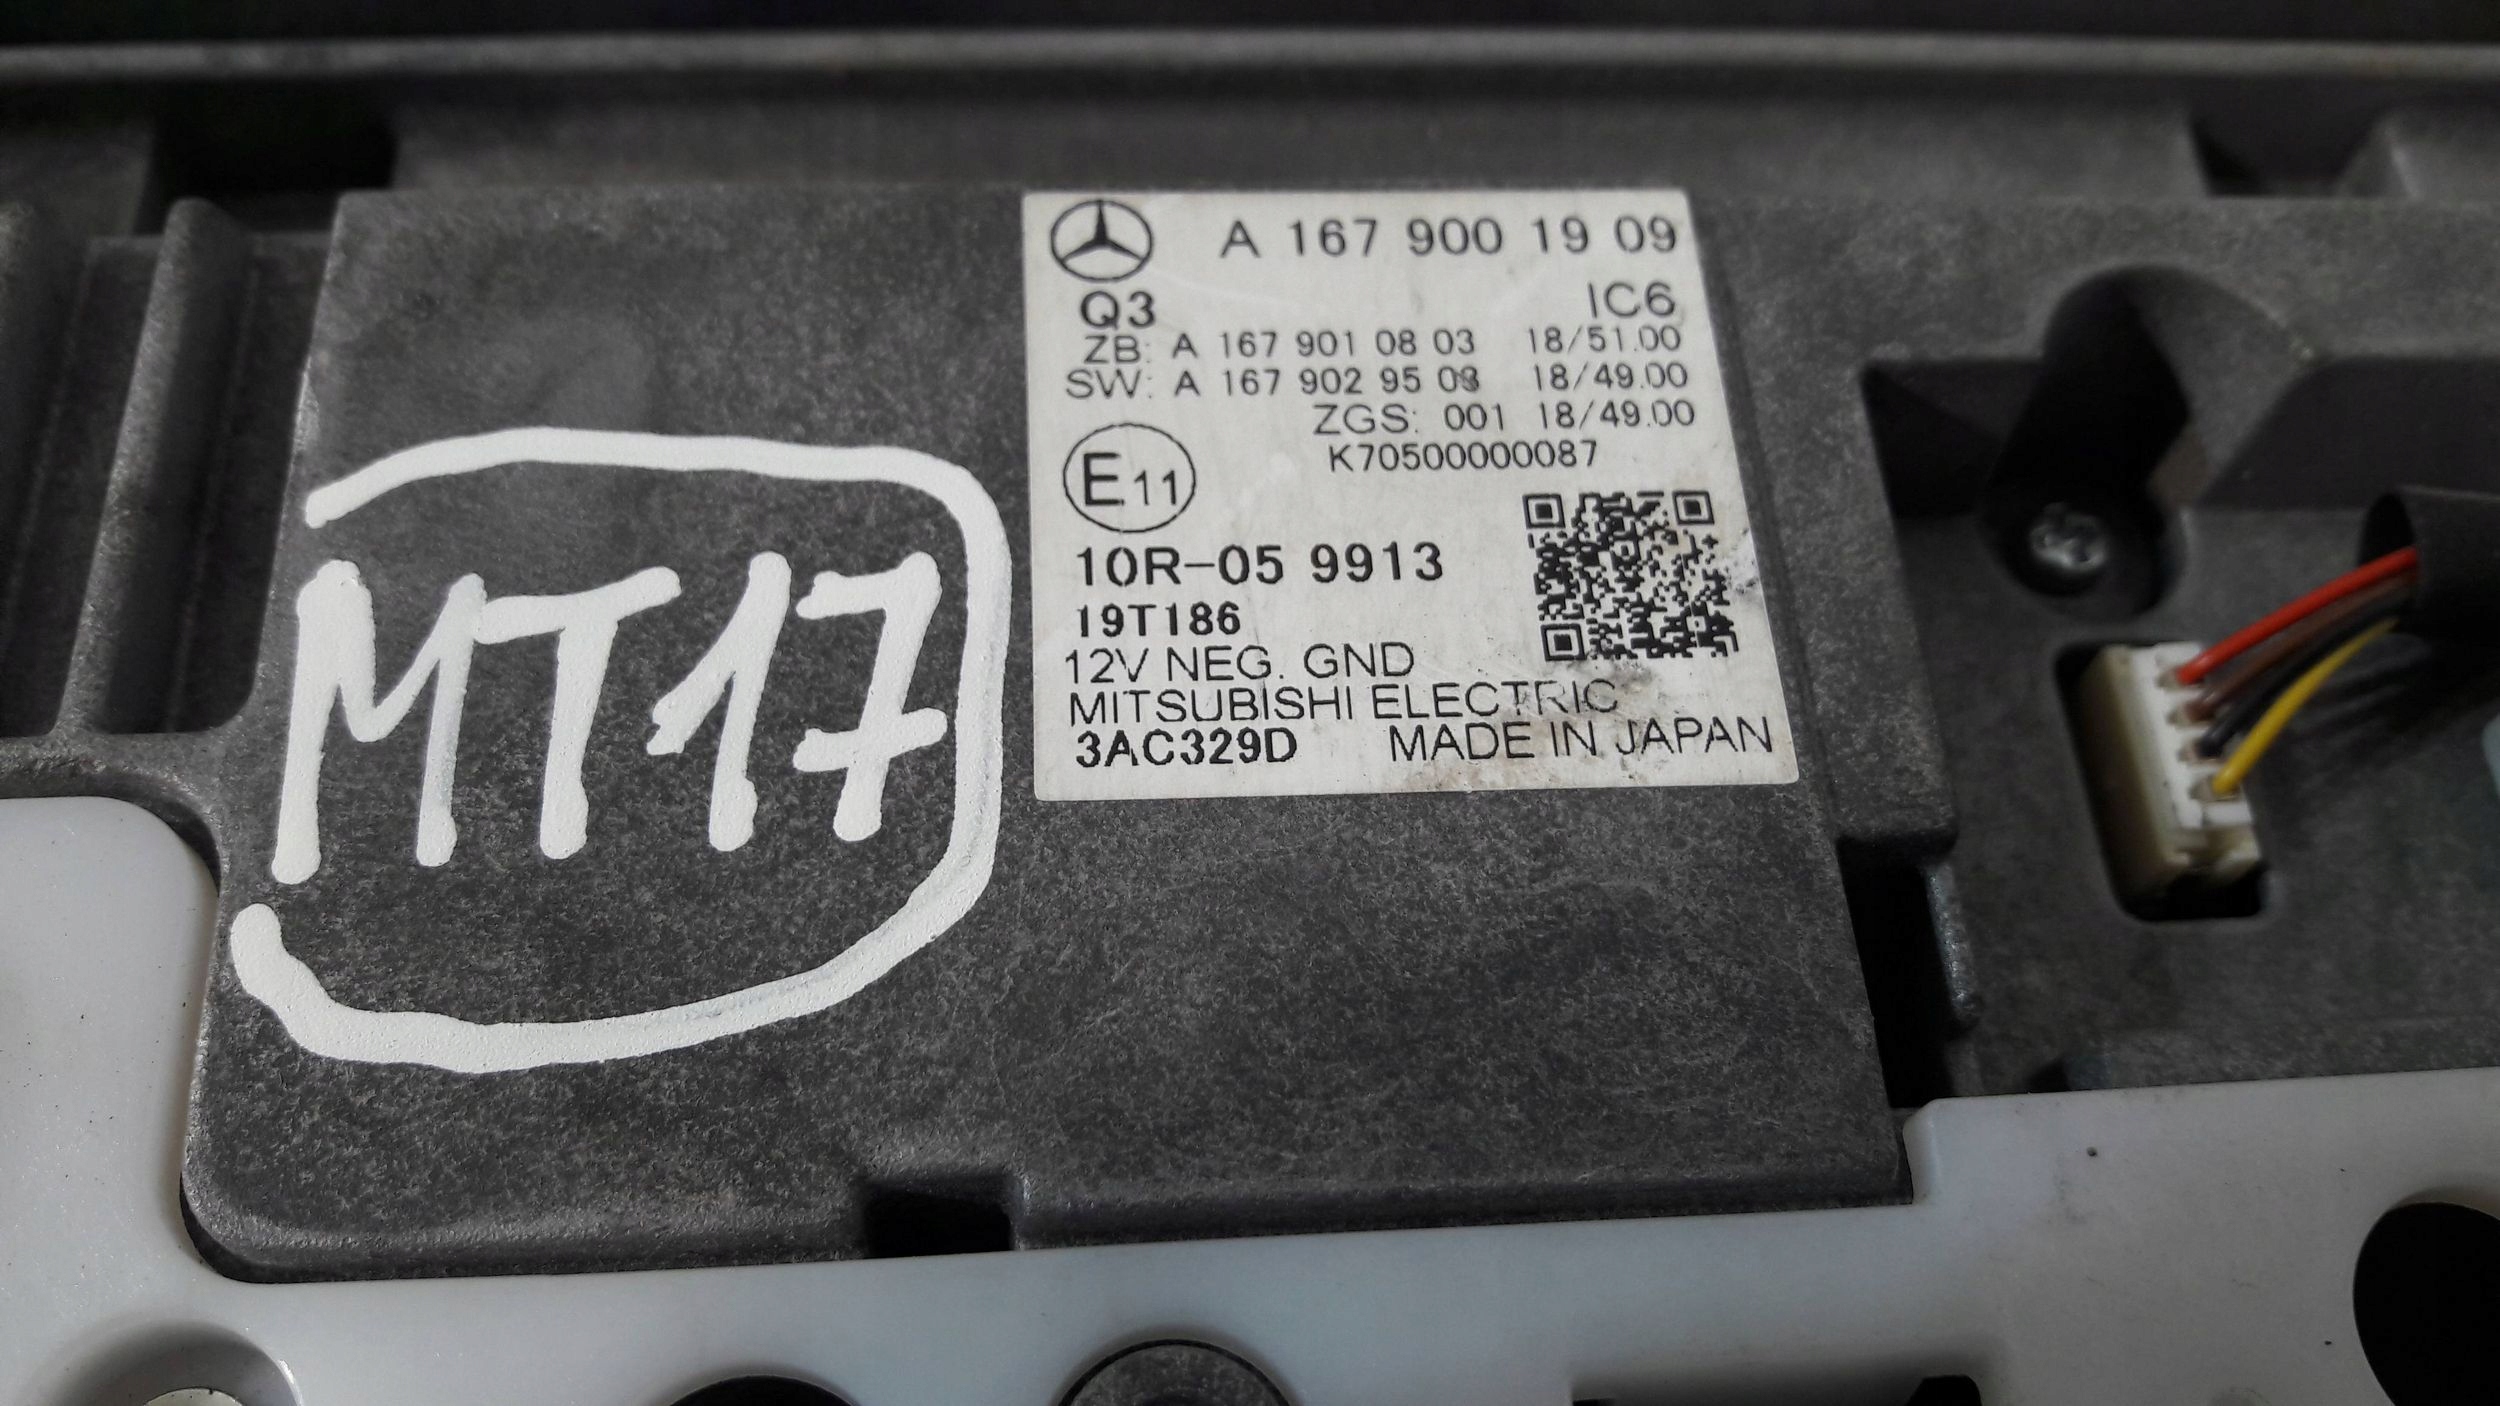 MT17
A 167 900 19 09
Q3 IC6
ZB: A 167 901 08 03 18/51.00
SW: A 167 902 95 03 18/49.00
ZGS: 001 18/49.00
K70500000087
E11
10R-05 9913
19T186
12V NEG. GND
MITSUBISHI ELECTRIC
3AC329D MADE IN JAPAN